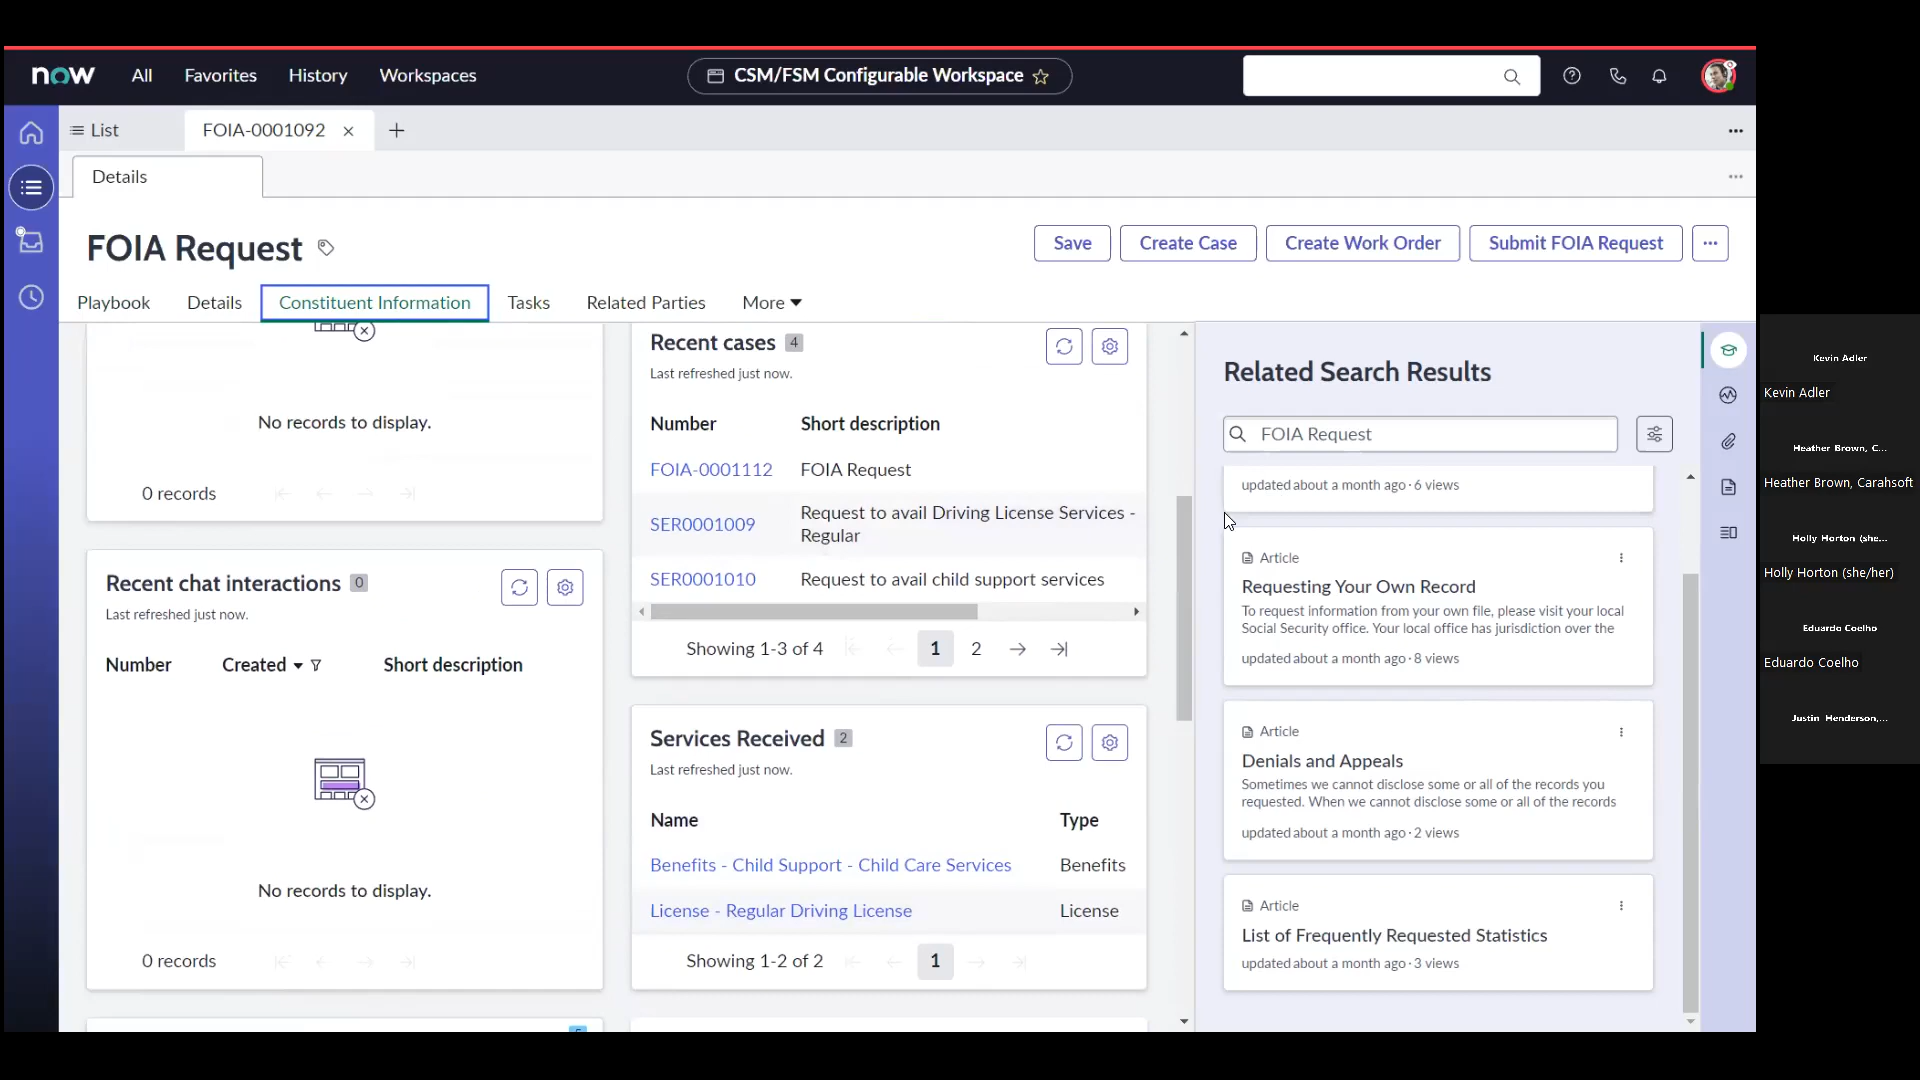 now
All
Favorites
History
Workspaces
CSM/FSM Configurable Workspace
List
FOIA-0001092
Details
FOIA Request
Save
Create Case
Create Work Order
Submit FOIA Request
Playbook
Details
Constituent Information
Tasks
Related Parties
More
No records to display.
0 records
Recent chat interactions 0
Last refreshed just now.
Number
Created
Short description
No records to display.
0 records
Recent cases 4
Last refreshed just now.
Number
Short description
FOIA-0001112
FOIA Request
SER0001009
Request to avail Driving License Services -
Regular
SER0001010
Request to avail child support services
Showing 1-3 of 4
1
2
Services Received 2
Last refreshed just now.
Name
Type
Benefits - Child Support - Child Care Services
Benefits
License - Regular Driving License
License
Showing 1-2 of 2
1
Related Search Results
FOIA Request
updated about a month ago · 6 views
Article
Requesting Your Own Record
To request information from your own file, please visit your local
Social Security office. Your local office has jurisdiction over the
updated about a month ago · 8 views
Article
Denials and Appeals
Sometimes we cannot disclose some or all of the records you
requested. When we cannot disclose some or all of the records
updated about a month ago · 2 views
Article
List of Frequently Requested Statistics
updated about a month ago · 3 views
Kevin Adler
Kevin Adler
Heather Brown, C...
Heather Brown, Carahsoft
Holly Horton (she...
Holly Horton (she/her)
Eduardo Coelho
Eduardo Coelho
Justin Henderson,...